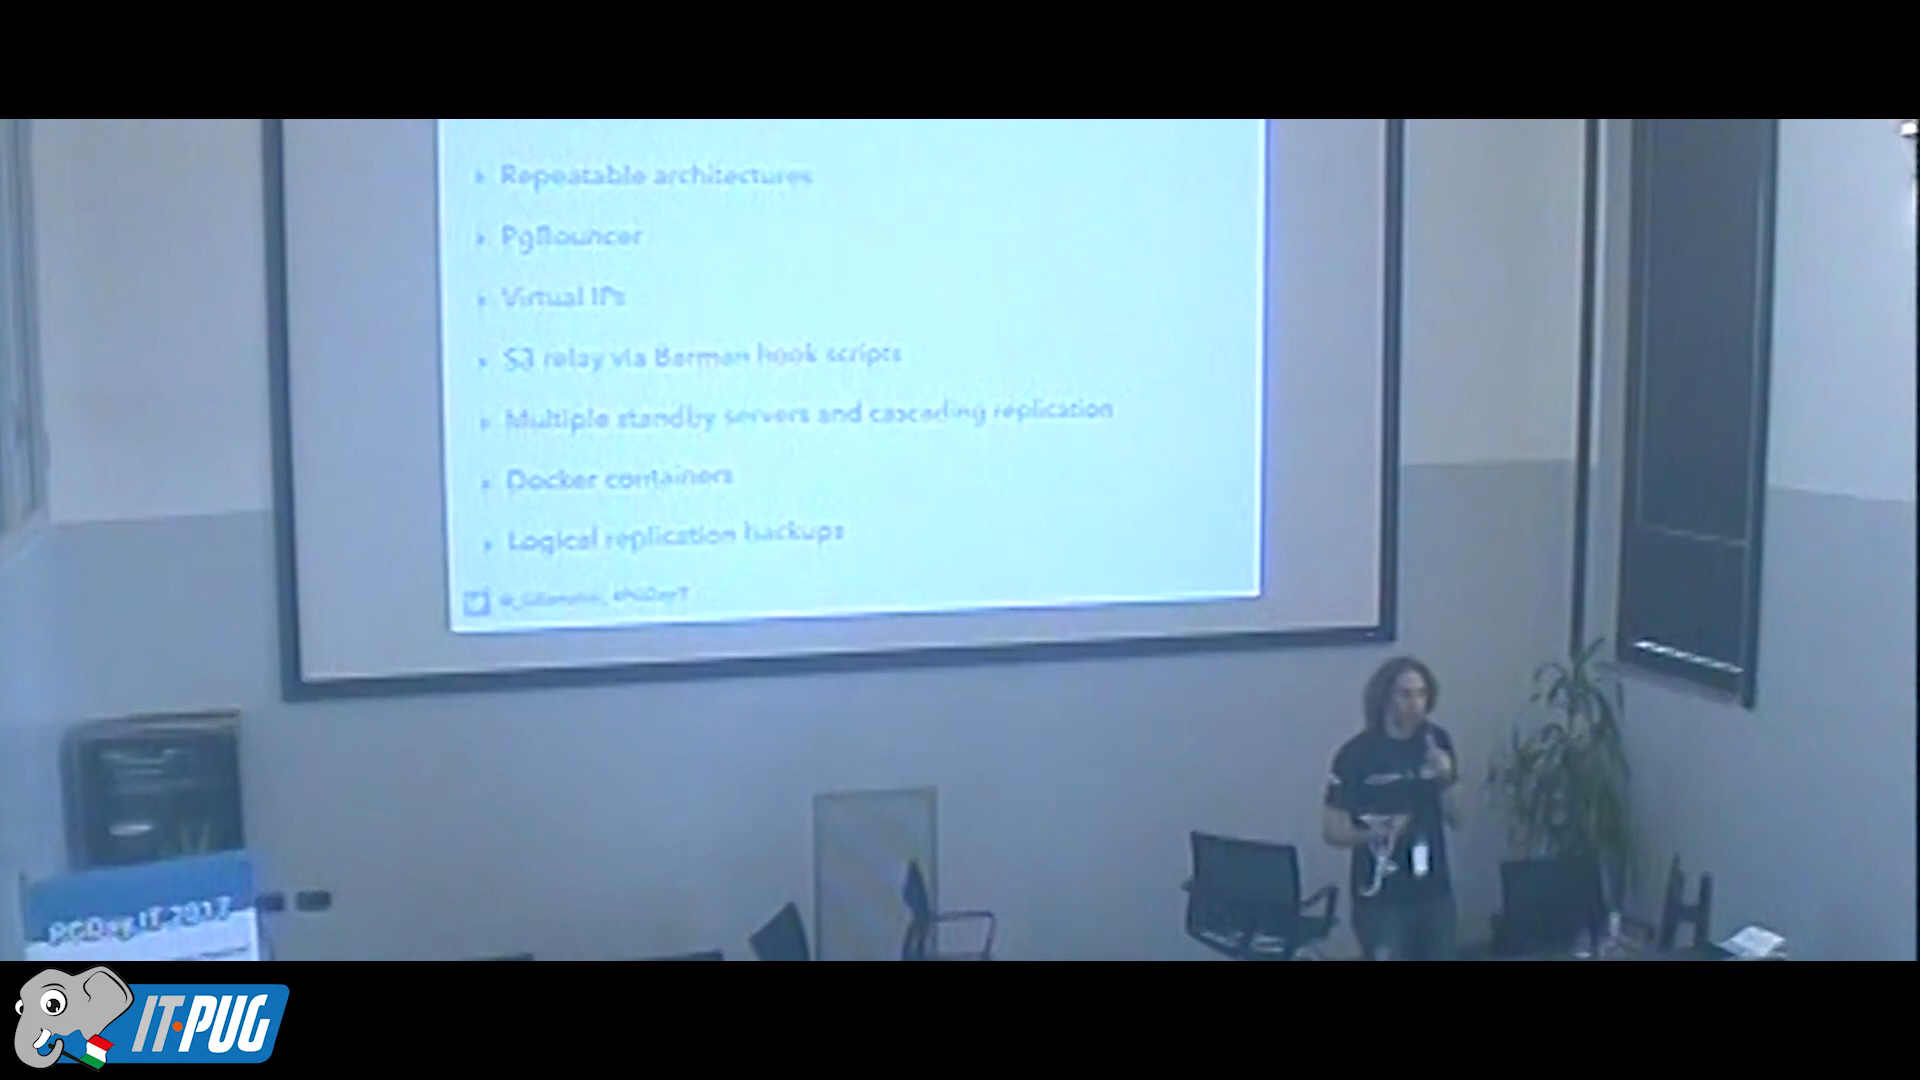 Repeatable architectures
PgBouncer
Virtual IPs
S3 relay via Barman hook scripts
Multiple standby servers and cascading replication
Docker containers
Logical replication backups
PGDay.IT 2017
IT·PUG